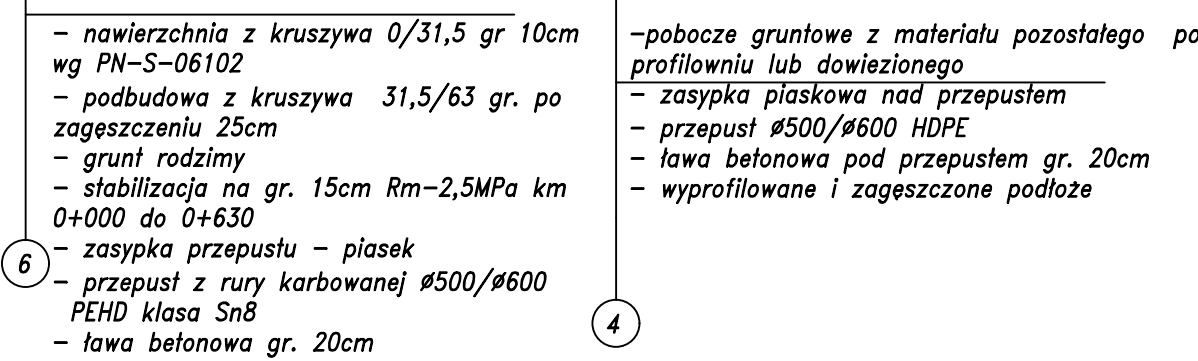 – nawierzchnia z kruszywa 0/31,5 gr 10cm
wg PN–S–06102
– podbudowa z kruszywa 31,5/63 gr. po
zagęszczeniu 25cm
– grunt rodzimy
– stabilizacja na gr. 15cm Rm–2,5MPa km
0+000 do 0+630
– zasypka przepustu – piasek
– przepust z rury karbowanej Ø500/Ø600
PEHD klasa Sn8
– ława betonowa gr. 20cm
6
–pobocze gruntowe z materiału pozostałego po
profilowniu lub dowiezionego
– zasypka piaskowa nad przepustem
– przepust Ø500/Ø600 HDPE
– ława betonowa pod przepustem gr. 20cm
– wyprofilowane i zagęszczone podłoże
4